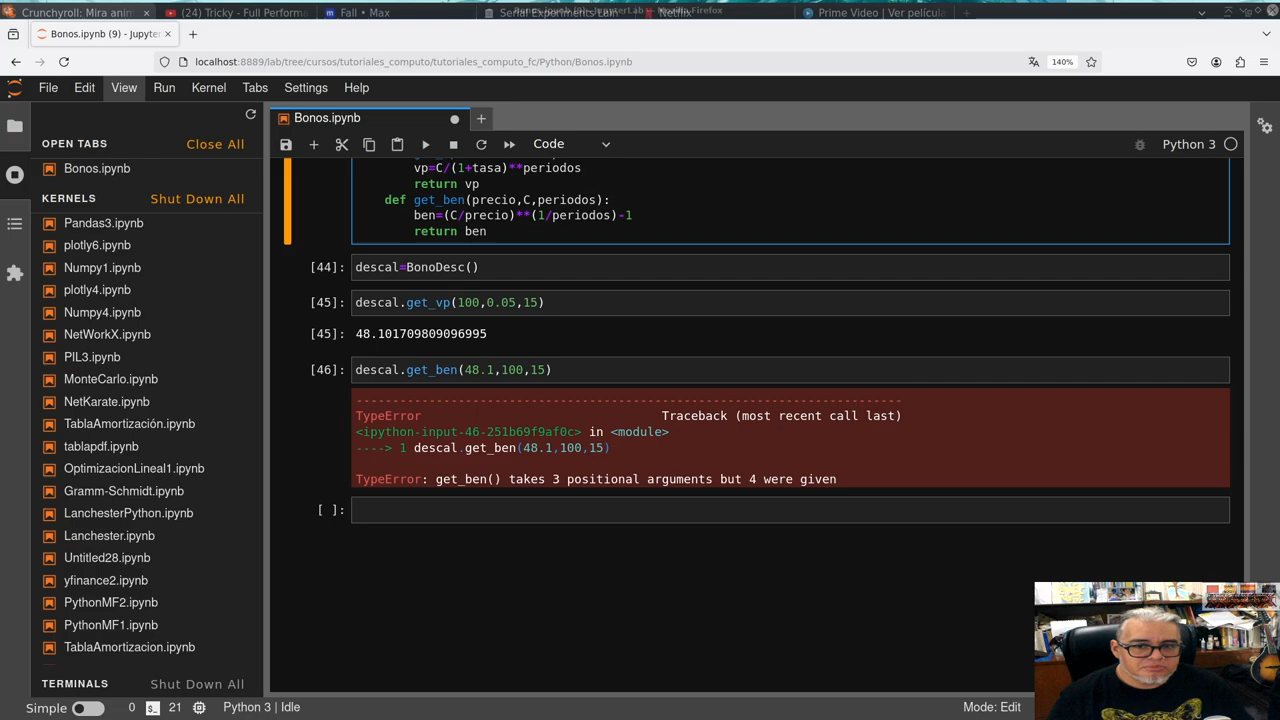 Crunchyroll: Mira anim
(24) Tricky - Full Perform
Fall • Max
Netflix
Prime Video | Ver películ
Bonos.ipynb (9) - Jupyte
localhost:8889/lab/tree/cursos/tutoriales_computo/tutoriales_computo_fc/Python/Bonos.ipynb
140%
File Edit View Run Kernel Tabs Settings Help
Bonos.ipynb
Code
Python 3
OPEN TABS
Close All
Bonos.ipynb
KERNELS
Shut Down All
Pandas3.ipynb
plotly6.ipynb
Numpy1.ipynb
plotly4.ipynb
Numpy4.ipynb
NetWorkX.ipynb
PIL3.ipynb
MonteCarlo.ipynb
NetKarate.ipynb
TablaAmortización.ipynb
tablapdf.ipynb
OptimizacionLineal1.ipynb
Gramm-Schmidt.ipynb
LanchesterPython.ipynb
Lanchester.ipynb
Untitled28.ipynb
yfinance2.ipynb
PythonMF2.ipynb
PythonMF1.ipynb
TablaAmortizacion.ipynb
TERMINALS
Shut Down All
vp=C/(1+tasa)**periodos
return vp
def get_ben(precio,C,periodos):
ben=(C/precio)**(1/periodos)-1
return ben
[44]: descal=BonoDesc()
[45]: descal.get_vp(100,0.05,15)
[45]: 48.101709809096995
[46]: descal.get_ben(48.1,100,15)
---------------------------------------------------------------------------
TypeError Traceback (most recent call last)
<ipython-input-46-251b69f9af0c> in <module>
----> 1 descal.get_ben(48.1,100,15)
TypeError: get_ben() takes 3 positional arguments but 4 were given
[ ]:
Simple 0 $_ 21 Python 3 | Idle
Mode: Edit